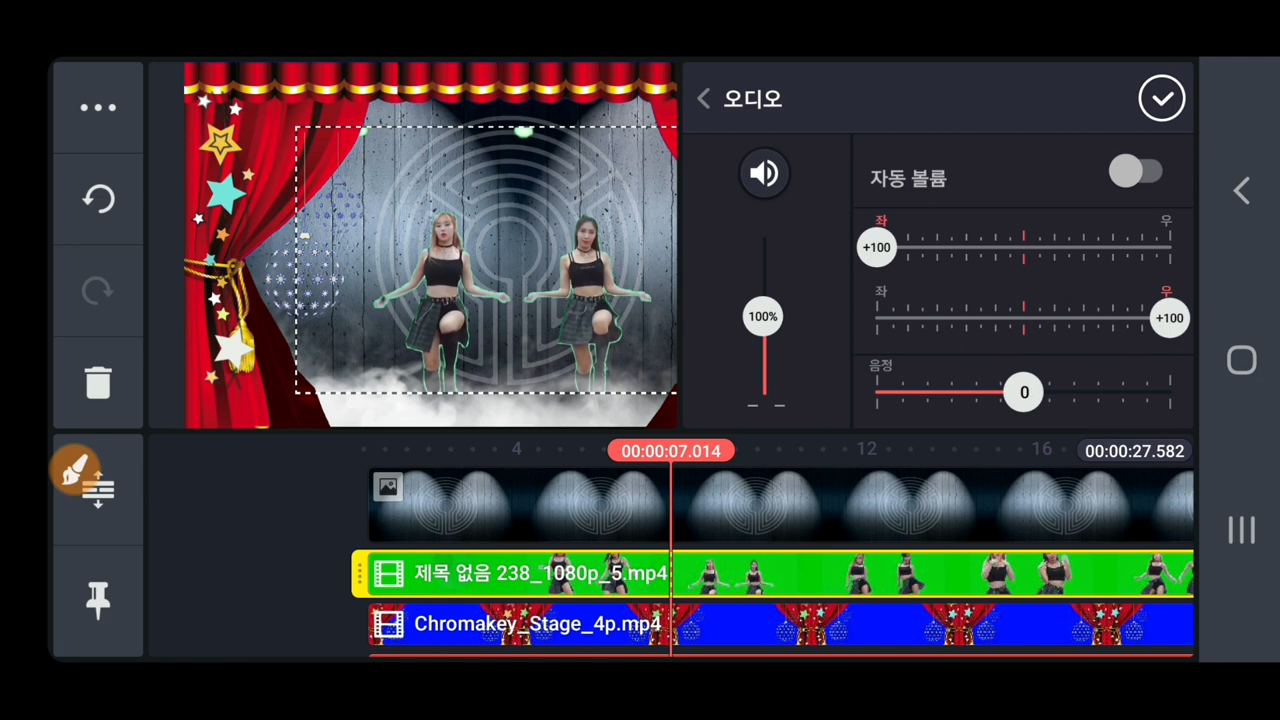 오디오
자동 볼륨
좌 우
+100
좌 우
100%
+100
음정
0
4 00:00:07.014 12 16 00:00:27.582
제목 없음 238_1080p_5.mp4
Chromakey_Stage_4p.mp4